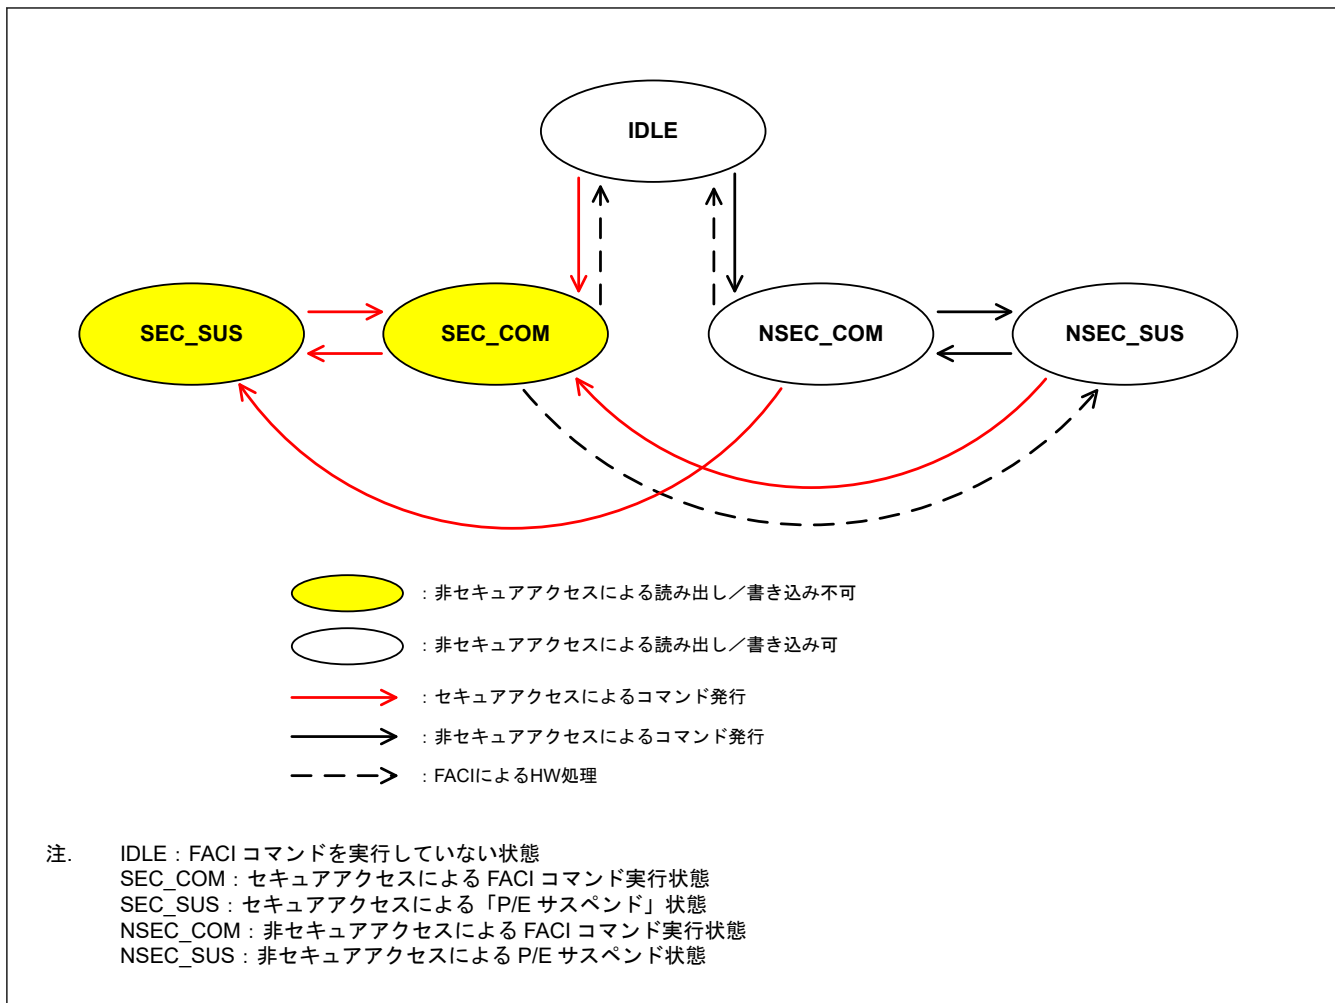 IDLE
SEC_SUS
SEC_COM
NSEC_COM
NSEC_SUS
：非セキュアアクセスによる読み出し／書き込み不可
：非セキュアアクセスによる読み出し／書き込み可
：セキュアアクセスによるコマンド発行
：非セキュアアクセスによるコマンド発行
：FACIによるHW処理
注. IDLE：FACI コマンドを実行していない状態
SEC_COM：セキュアアクセスによる FACI コマンド実行状態
SEC_SUS：セキュアアクセスによる「P/E サスペンド」状態
NSEC_COM：非セキュアアクセスによる FACI コマンド実行状態
NSEC_SUS：非セキュアアクセスによる P/E サスペンド状態